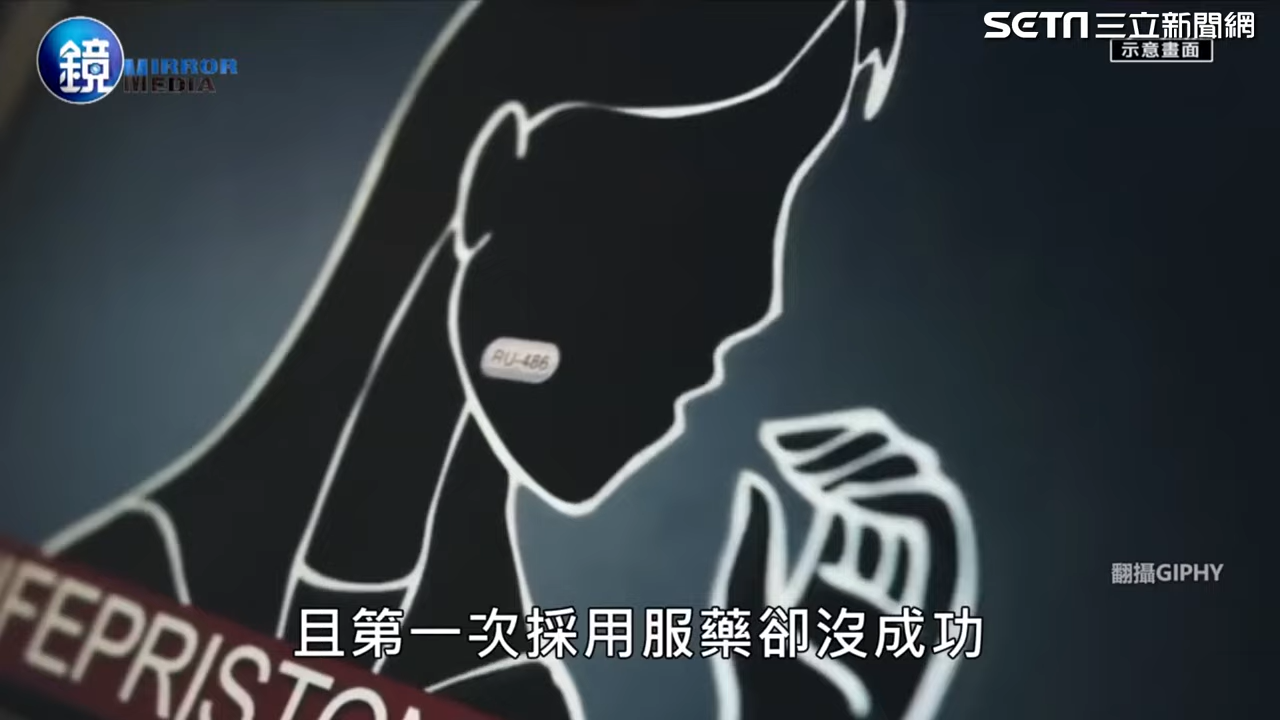 鏡
MIRROR
MEDIA
SETN三立新聞網
示意畫面
RU-486
翻攝GIPHY
且第一次採用服藥卻沒成功
IFEPRISTON